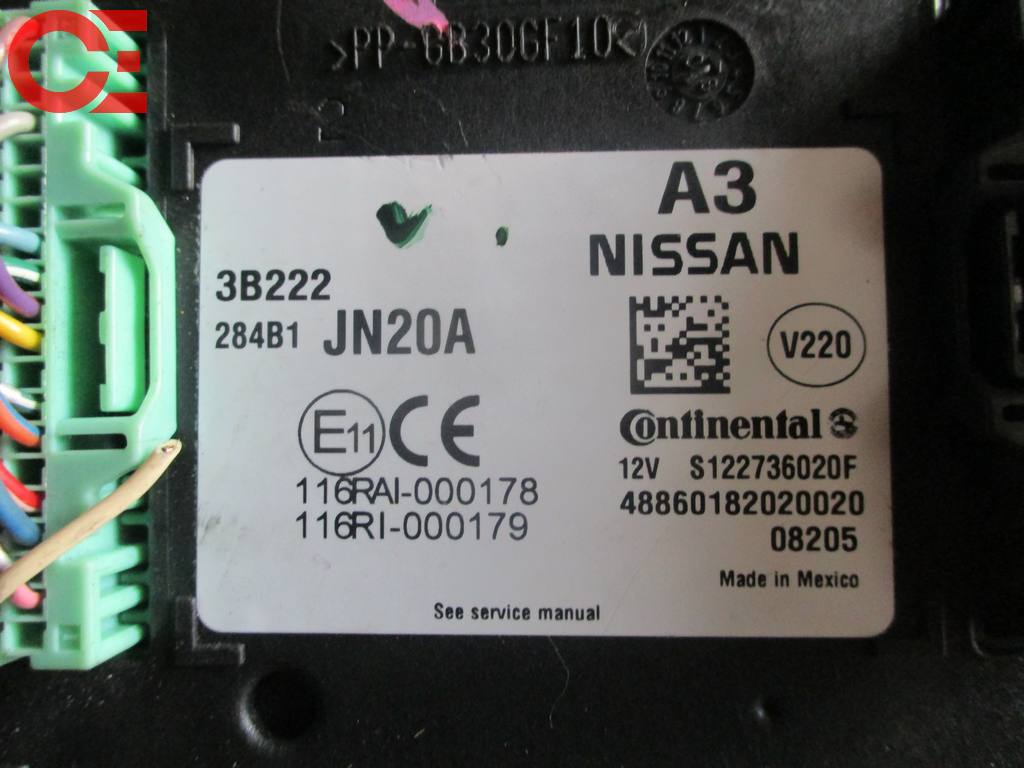 CE
>PP-GB30GF10<
A3
NISSAN
3B222
284B1 JN20A
V220
E11 CE
Continental
12V S122736020F
116RAI-000178
48860182020020
116RI-000179
08205
Made in Mexico
See service manual